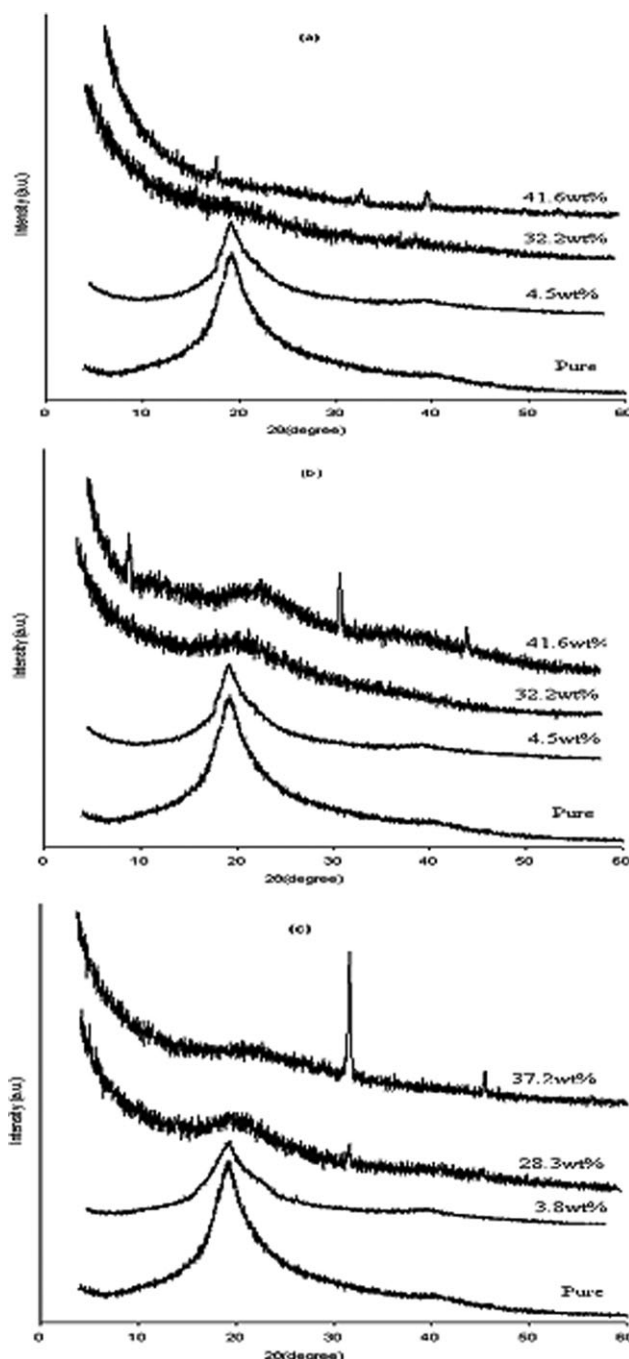 (a)
Intensity (a.u.)
41.6wt%
32.2wt%
4.5wt%
Pure
0 10 20 30 40 50 60
2θ(degree)
(b)
Intensity (a.u.)
41.6wt%
32.2wt%
4.5wt%
Pure
0 10 20 30 40 50 60
2θ(degree)
(c)
Intensity (a.u.)
37.2wt%
28.3wt%
3.8wt%
Pure
0 10 20 30 40 50 60
2θ(degree)